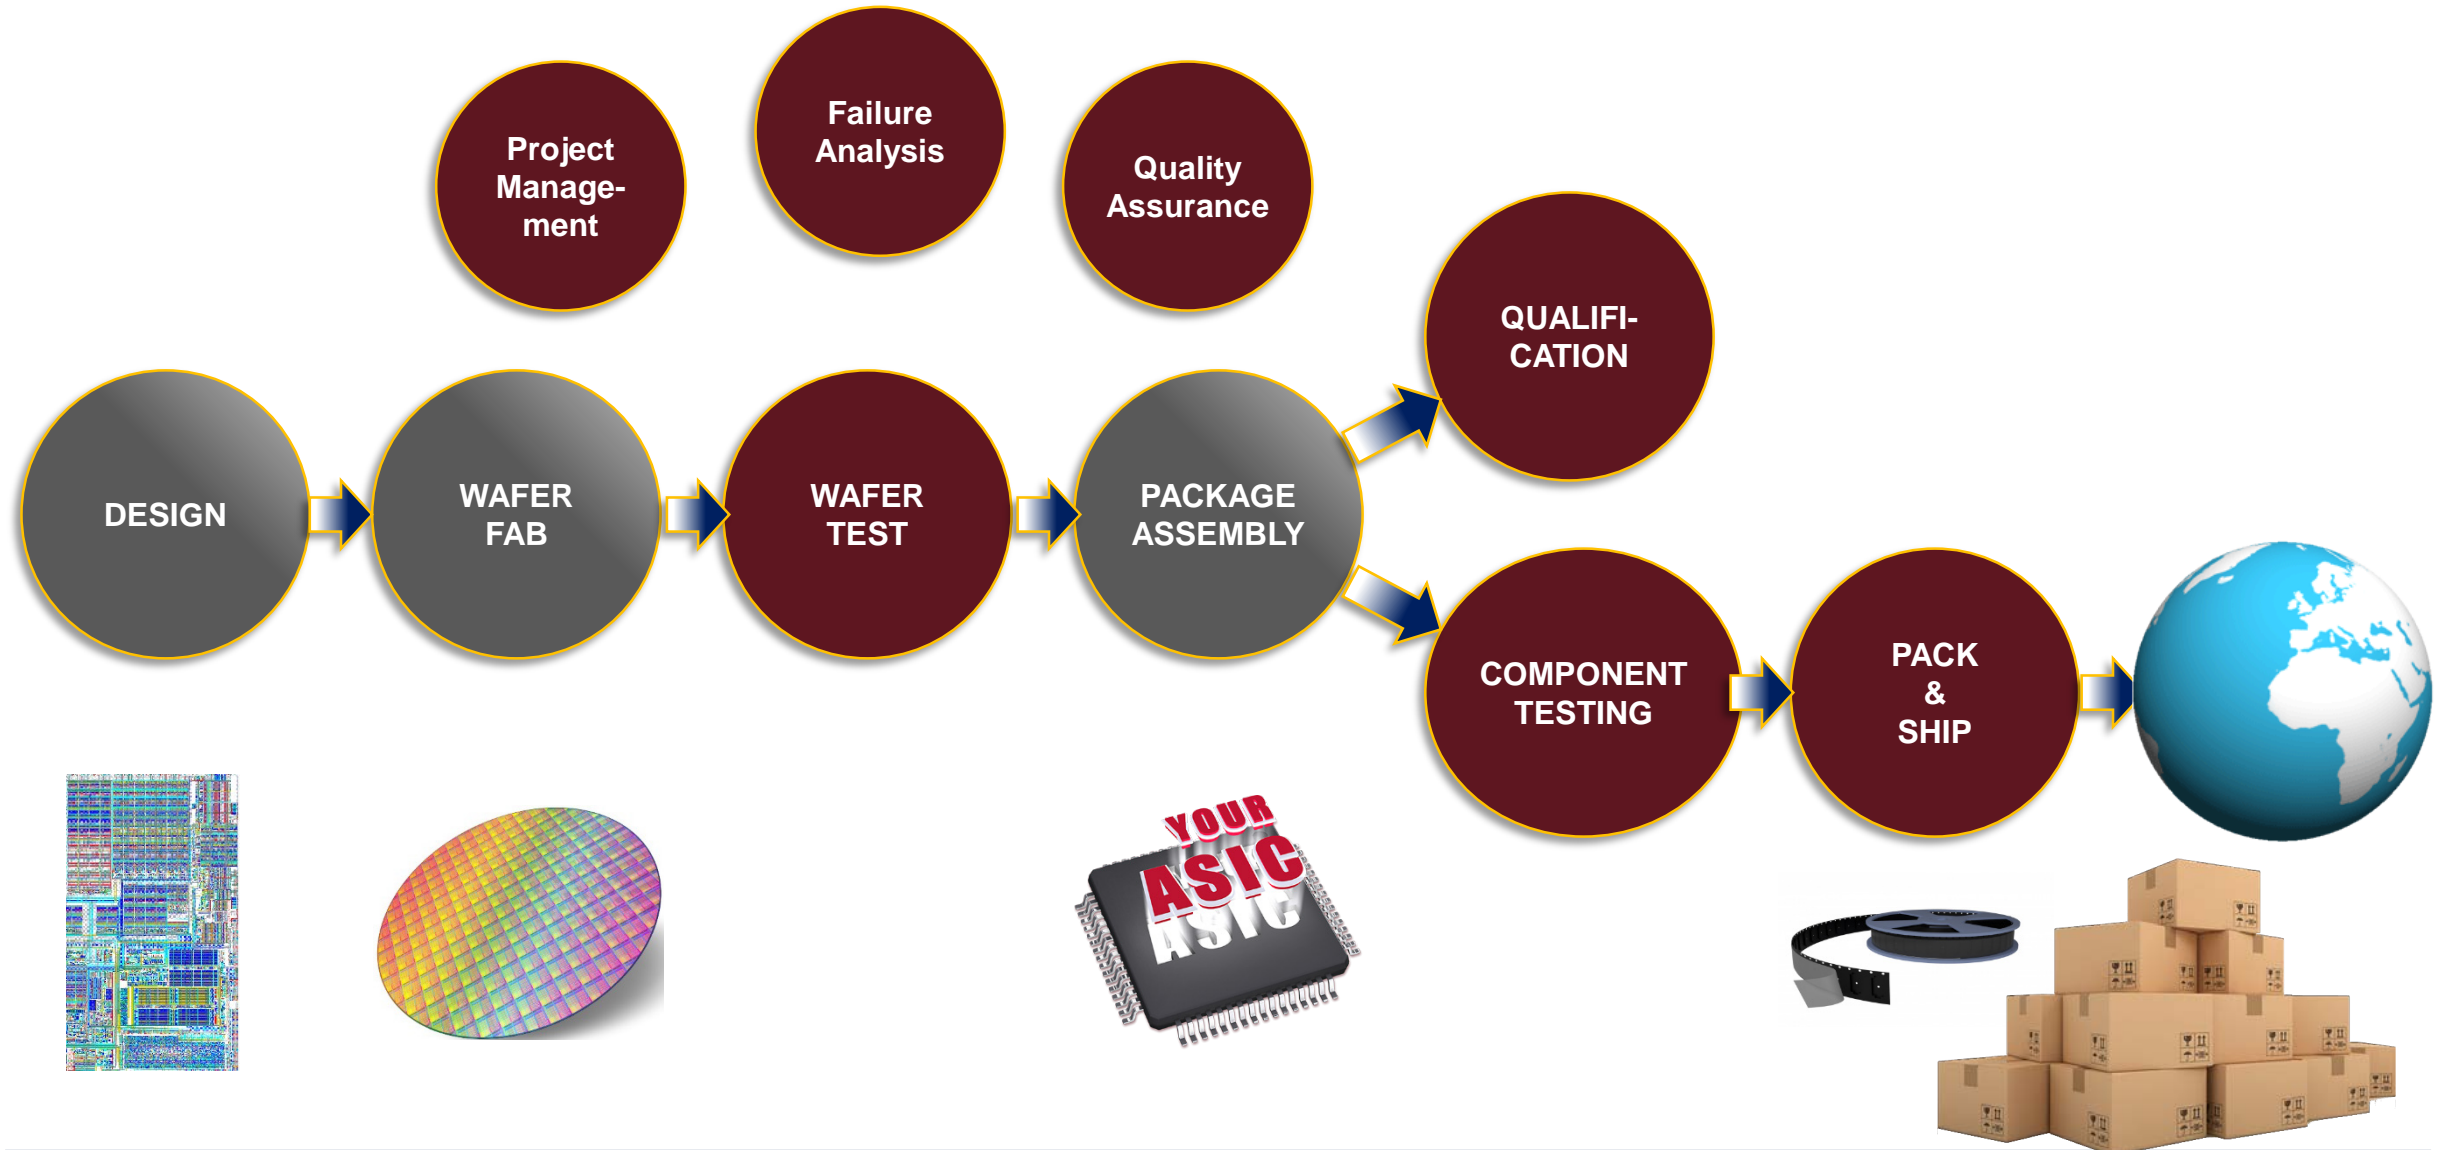 Project
Manage-
ment
Failure
Analysis
Quality
Assurance
QUALIFI-
CATION
DESIGN
WAFER
FAB
WAFER
TEST
PACKAGE
ASSEMBLY
COMPONENT
TESTING
PACK
&
SHIP
YOUR
ASIC
ASIC